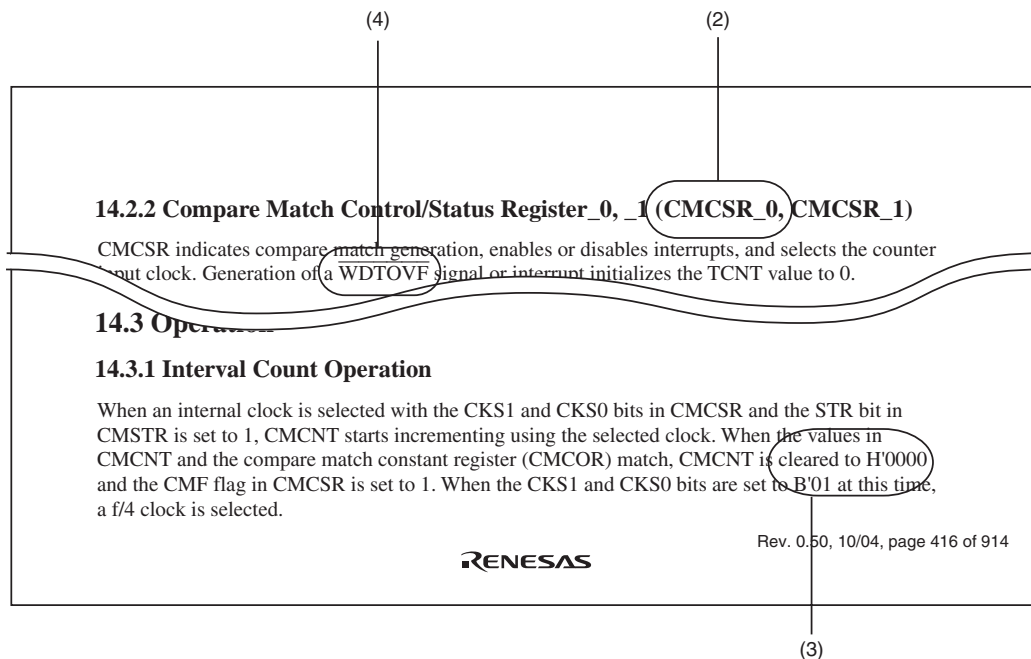 (4) (2)
14.2.2 Compare Match Control/Status Register_0, _1 (CMCSR_0, CMCSR_1)
CMCSR indicates compare match generation, enables or disables interrupts, and selects the counter
input clock. Generation of a WDTOVF signal or interrupt initializes the TCNT value to 0.
14.3 Operation
14.3.1 Interval Count Operation
When an internal clock is selected with the CKS1 and CKS0 bits in CMCSR and the STR bit in
CMSTR is set to 1, CMCNT starts incrementing using the selected clock. When the values in
CMCNT and the compare match constant register (CMCOR) match, CMCNT is cleared to H'0000
and the CMF flag in CMCSR is set to 1. When the CKS1 and CKS0 bits are set to B'01 at this time,
a f/4 clock is selected.
Rev. 0.50, 10/04, page 416 of 914
RENESAS
(3)